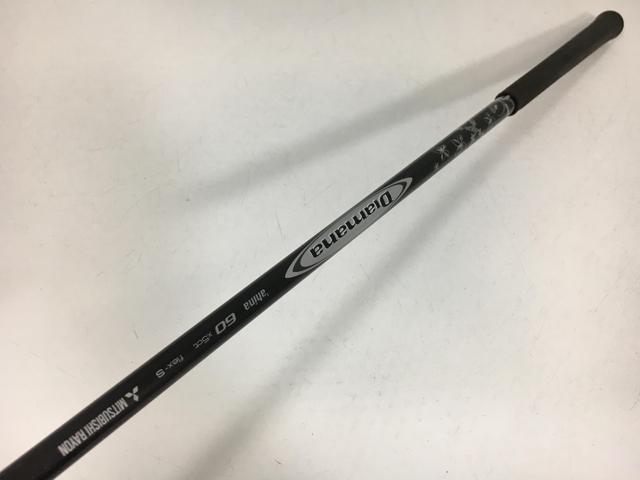 Diamana
'ahina 60 x5ct flex-S
MITSUBISHI RAYON